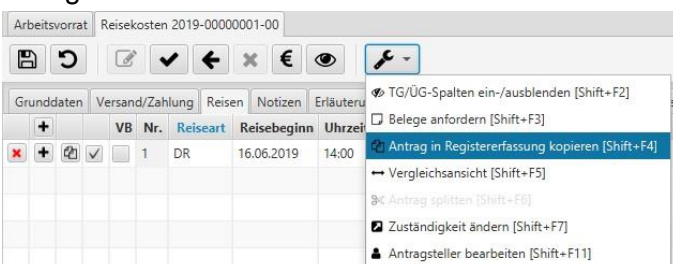 Arbeitsvorrat Reisekosten 2019-00000001-00
€
Grunddaten Versand/Zahlung Reisen Notizen
VB Nr. Reiseart Reisebeginn
1 DR 16.06.2019 14:00
TG/ÜG-Spalten ein-/ausblenden [Shift+F2]
Belege anfordern [Shift+F3]
Antrag in Registererfassung kopieren [Shift+F4]
Vergleichsansicht [Shift+F5]
Antrag splitten [Shift+F6]
Zuständigkeit ändern [Shift+F7]
Antragsteller bearbeiten [Shift+F11]